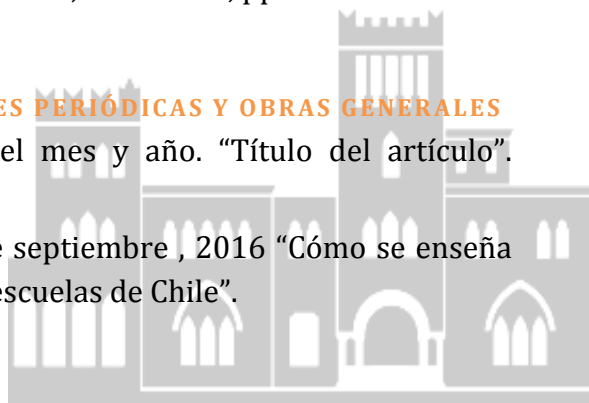 ES PERIÓDICAS Y OBRAS GENERALES
el mes y año. “Título del artículo”.
septiembre , 2016 “Cómo se enseña
escuelas de Chile”.